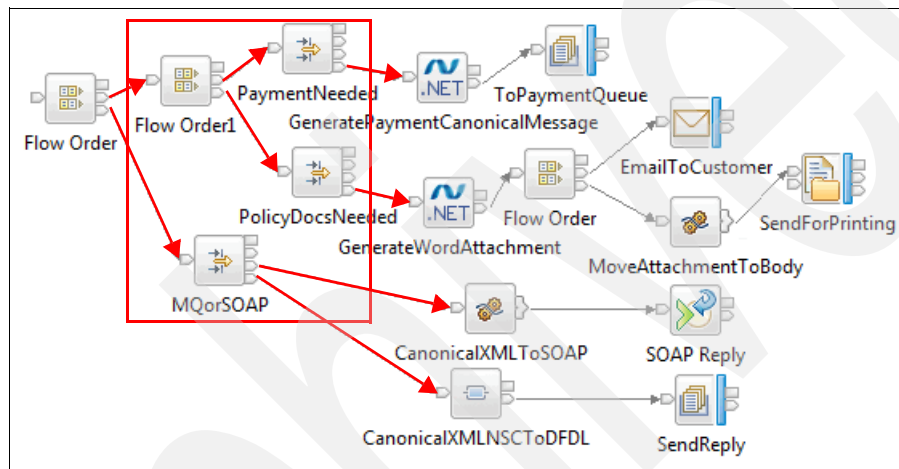 PaymentNeeded
.NET
ToPaymentQueue
Flow Order
Flow Order1
GeneratePaymentCanonicalMessage
EmailToCustomer
PolicyDocsNeeded
.NET
Flow Order
SendForPrinting
GenerateWordAttachment
MoveAttachmentToBody
MQorSOAP
CanonicalXMLToSOAP
SOAP Reply
CanonicalXMLNSCToDFDL
SendReply